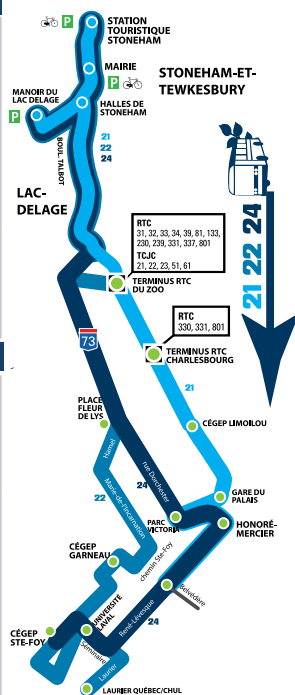 P
STATION
TOURISTIQUE
STONEHAM
MAIRIE
P
STONEHAM-ET-
TEWKESBURY
MANOIR DU
LAC DELAGE
P
HALLES DE
STONEHAM
BOUL. TALBOT
21
22
24
LAC-
DELAGE
21 22 24
RTC
31, 32, 33, 34, 39, 81, 133,
230, 239, 331, 337, 801
TCJC
21, 22, 23, 51, 61
TERMINUS RTC
DU ZOO
RTC
330, 331, 801
73
TERMINUS RTC
CHARLESBOURG
21
PLACE
FLEUR
DE LYS
CÉGEP LIMOILOU
Hamel
Marie-de-l'Incarnation
22
24
rue Dorchester
GARE DU
PALAIS
PARC
VICTORIA
HONORÉ-
MERCIER
chemin Ste-Foy
CÉGEP
GARNEAU
Belvédère
CÉGEP
STE-FOY
UNIVERSITÉ
LAVAL
René-Lévesque
24
Séminaire
Laurier
LAURIER QUÉBEC/CHUL